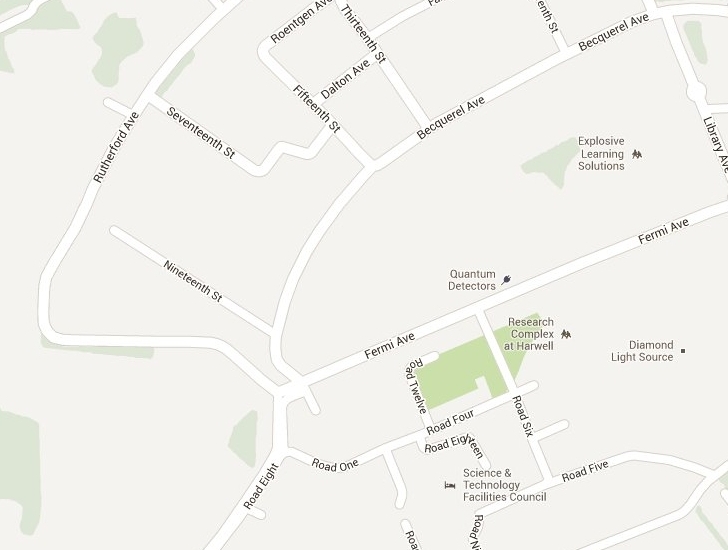 Roentgen Ave
Thirteenth St
Becquerel Ave
Dalton Ave
Fifteenth St
Becquerel Ave
Seventeenth St
Rutherford Ave
Library Ave
Explosive
Learning
Solutions
Fermi Ave
Nineteenth St
Quantum
Detectors
Research
Complex
at Harwell
Fermi Ave
Diamond
Light Source
Road Twelve
Road Four
Road Six
Road Eighteen
Road One
Road Five
Science &
Technology
Facilities Council
Road Eight